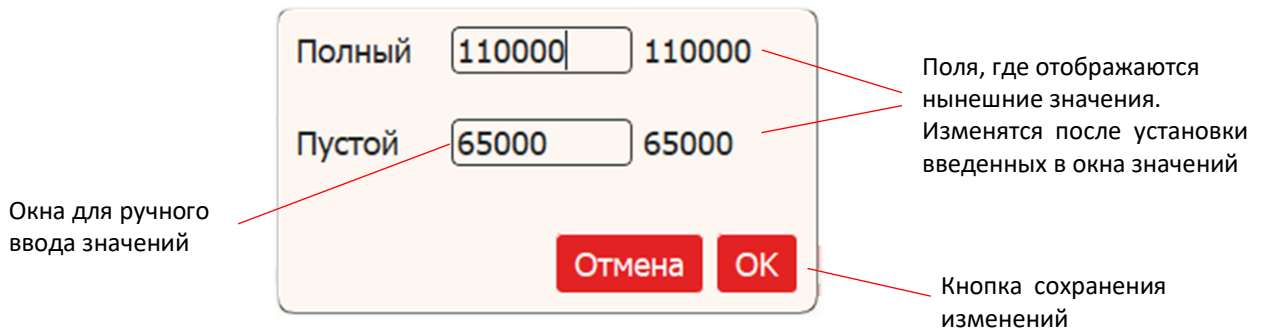 Полный 110000 110000
Пустой 65000 65000
Отмена OK
Поля, где отображаются
нынешние значения.
Изменятся после установки
введенных в окна значений
Окна для ручного
ввода значений
Кнопка сохранения
изменений